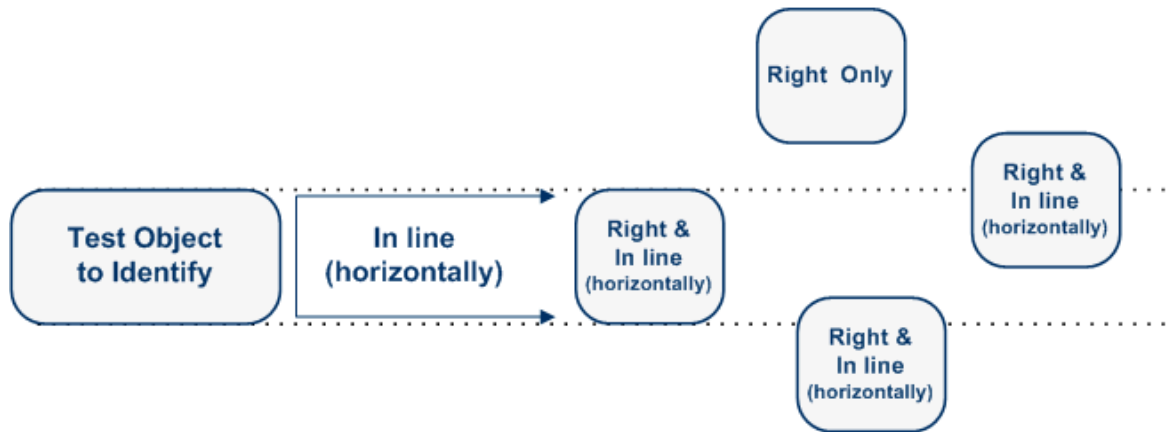 Right Only
Right &
In line
(horizontally)
Test Object
to Identify
In line
(horizontally)
Right &
In line
(horizontally)
Right &
In line
(horizontally)